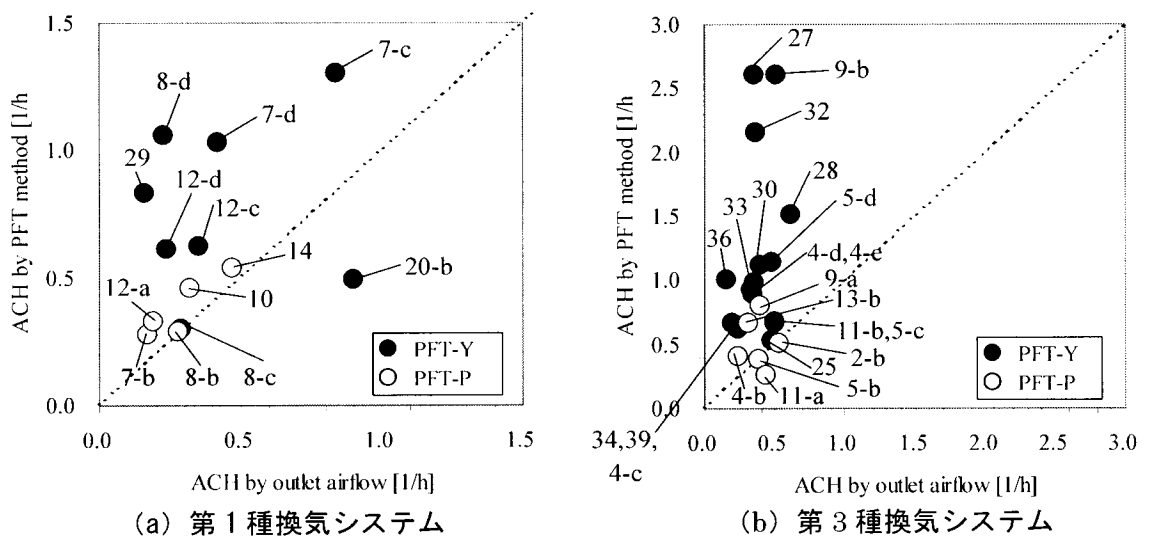 1.5
1.0
0.5
0.0
ACH by PFT method [1/h
7-c
8-d
7-d
29
12-d
12-c
14
20-b
12-a
10
7-b
8-b
8-c
PFT-Y
PFT-P
0.0
0.5
1.0
1.5
ACH by outlet airflow [1/h]
(a) 第1種換気システム
3.0
2.5
2.0
1.5
1.0
0.5
0.0
ACH by PFT method [1/h]
27
9-b
32
28
30
5-d
33
36
4-d,4-e
9-a
13-b
11-b,5-c
2-b
25
5-b
4-b
11-a
34,39,
4-c
PFT-Y
PFT-P
0.0
0.5
1.0
1.5
2.0
2.5
3.0
ACH by outlet airflow [1/h]
(b) 第3種換気システム